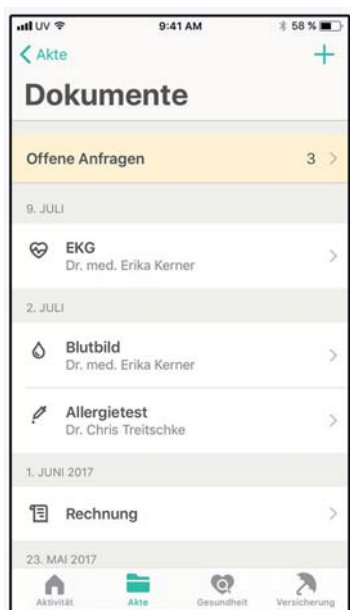 UV 9:41 AM 58 %
Akte
Dokumente
Offene Anfragen 3
9. JULI
EKG
Dr. med. Erika Kerner
2. JULI
Blutbild
Dr. med. Erika Kerner
Allergietest
Dr. Chris Treitschke
1. JUNI 2017
Rechnung
23. MAI 2017
Aktivität Akte Gesundheit Versicherung